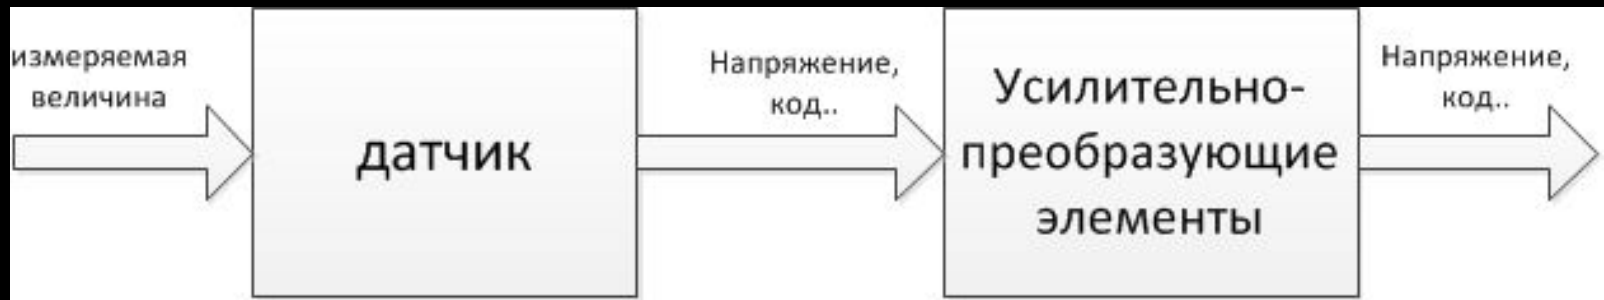 измеряемая
величина
датчик
Напряжение,
код..
Усилительно-
преобразующие
элементы
Напряжение,
код..